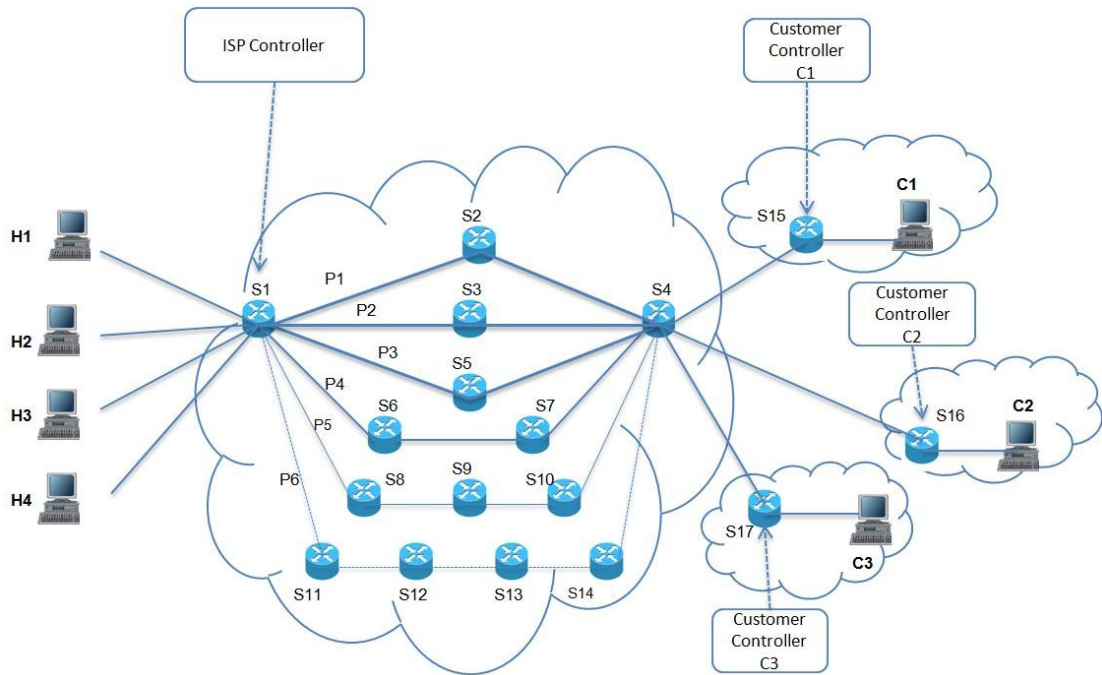 ISP Controller
Customer
Controller
C1
C1
S15
H1
S2
S1
P1
S3
S4
P2
Customer
Controller
C2
H2
P3
S5
P4
S6
S7
S16
C2
H3
P5
S8
S9
S10
P6
H4
S17
C3
S11
S12
S13
S14
Customer
Controller
C3